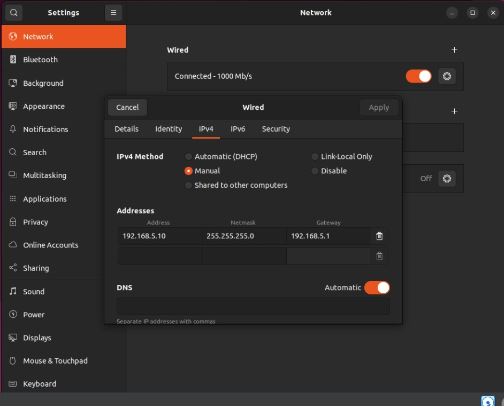 Settings
Network
Network
Bluetooth
Background
Appearance
Notifications
Search
Multitasking
Applications
Privacy
Online Accounts
Sharing
Sound
Power
Displays
Mouse & Touchpad
Keyboard
Wired
Connected - 1000 Mb/s
Off
Cancel
Wired
Apply
Details Identity IPv4 IPv6 Security
IPv4 Method
Automatic (DHCP) Link-Local Only
Manual Disable
Shared to other computers
Addresses
Address Netmask Gateway
192.168.5.10 255.255.255.0 192.168.5.1
DNS Automatic
Separate IP addresses with commas